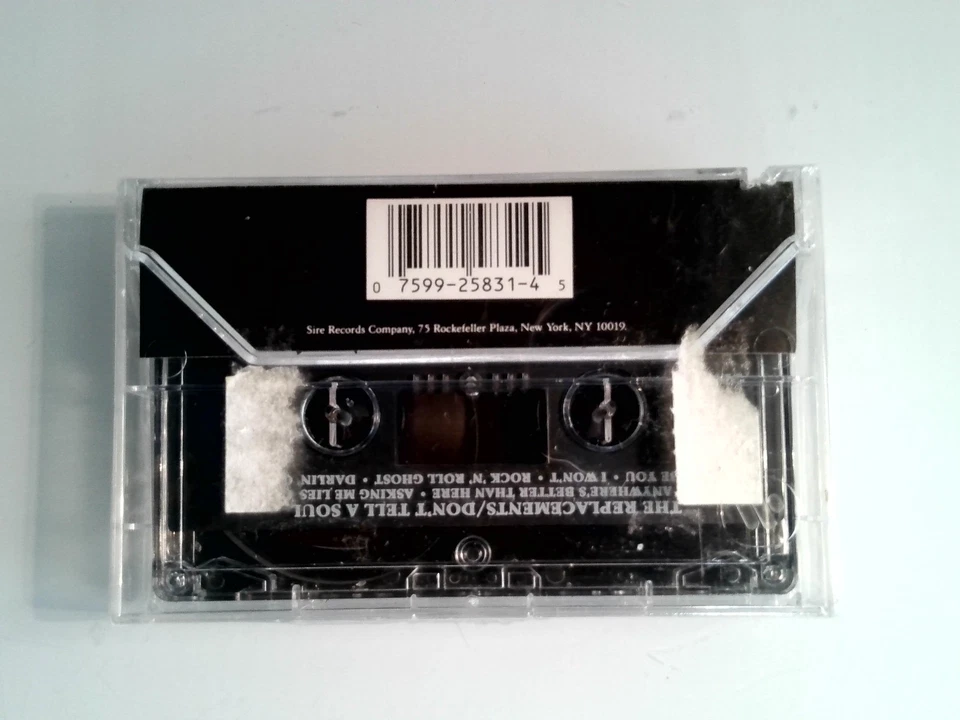 0 7599-25831-4 5
Sire Records Company, 75 Rockefeller Plaza, New York, NY 10019.
THE REPLACEMENTS/DON'T TELL A SOUL
ANYWHERE'S BETTER THAN HERE • ASKING ME LIES
YOU • I WON'T • ROCK 'N' ROLL GHOST • DARLIN'